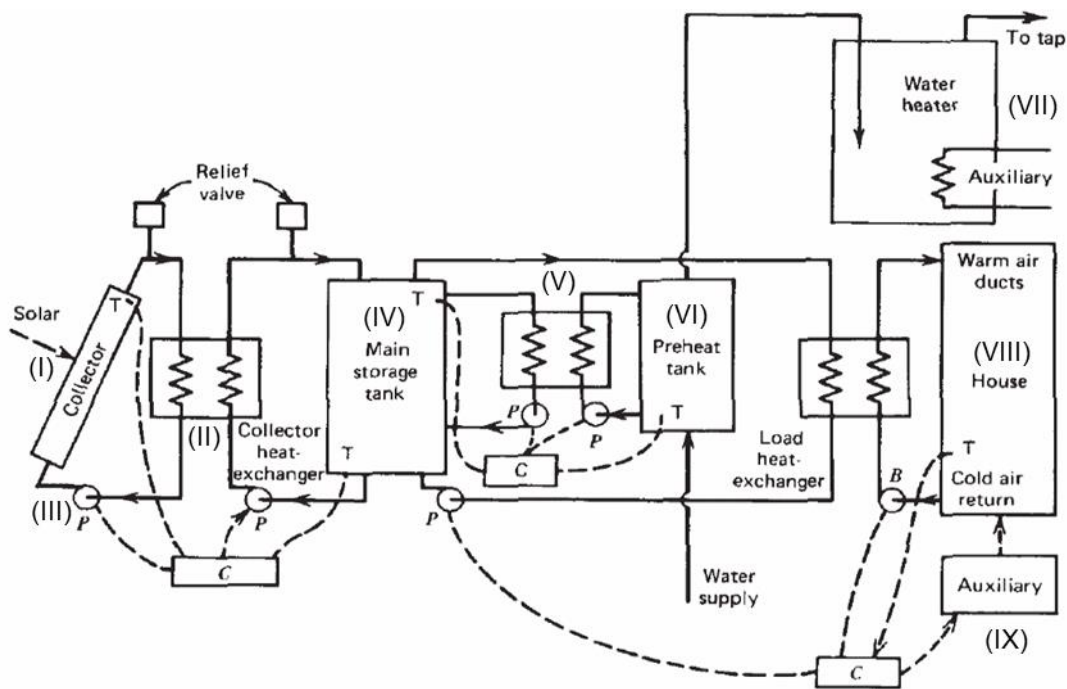 To tap
Water
heater
(VII)
Auxiliary
Relief
valve
T
Solar
(I)
Collector
(II)
Collector
heat-
exchanger
(III)
P
P
C
T
(IV)
Main
storage
tank
T
(V)
P
P
C
(VI)
Preheat
tank
T
Water
supply
P
Load
heat-
exchanger
B
Warm air
ducts
(VIII)
House
T
Cold air
return
Auxiliary
(IX)
C